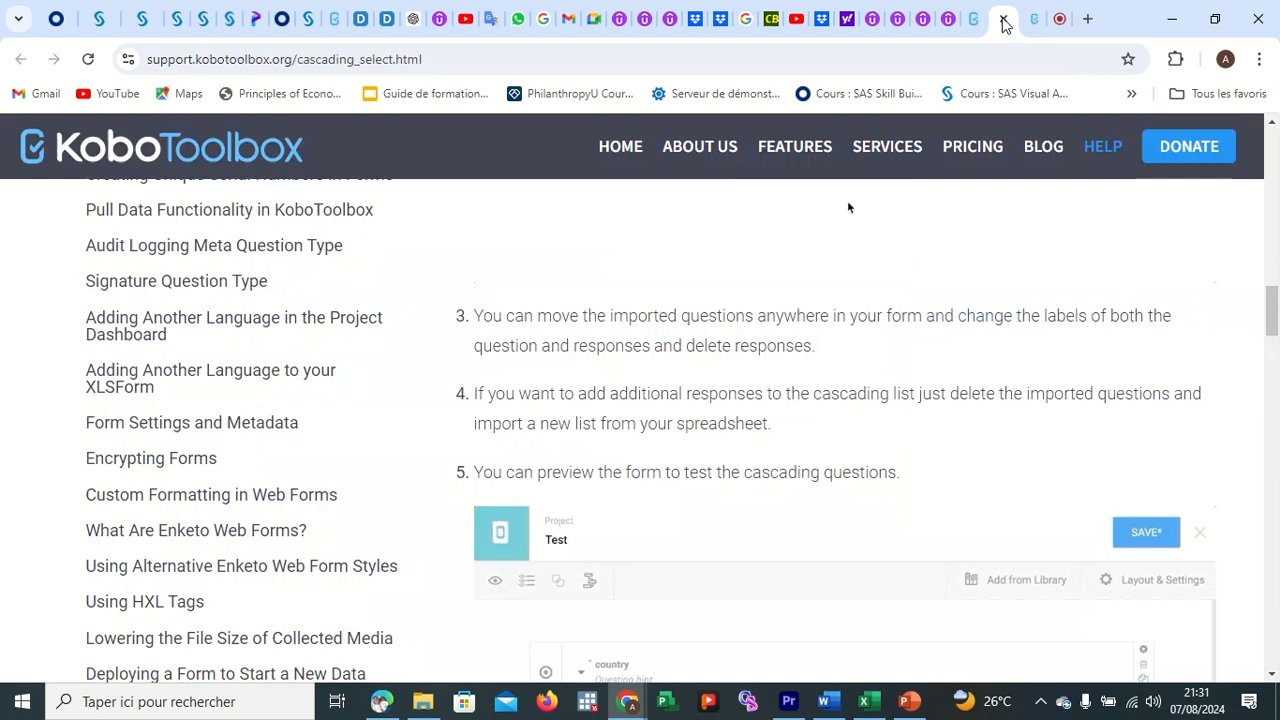 support.kobotoolbox.org/cascading_select.html
Gmail
YouTube
Maps
Principles of Econo...
Guide de formation...
PhilanthropyU Cour...
Serveur de démonst...
Cours : SAS Skill Bui...
Cours : SAS Visual A...
Tous les favoris
KoboToolbox
HOME
ABOUT US
FEATURES
SERVICES
PRICING
BLOG
HELP
DONATE
Pull Data Functionality in KoboToolbox
Audit Logging Meta Question Type
Signature Question Type
Adding Another Language in the Project
Dashboard
Adding Another Language to your
XLSForm
Form Settings and Metadata
Encrypting Forms
Custom Formatting in Web Forms
What Are Enketo Web Forms?
Using Alternative Enketo Web Form Styles
Using HXL Tags
Lowering the File Size of Collected Media
Deploying a Form to Start a New Data
3. You can move the imported questions anywhere in your form and change the labels of both the
question and responses and delete responses.
4. If you want to add additional responses to the cascading list just delete the imported questions and
import a new list from your spreadsheet.
5. You can preview the form to test the cascading questions.
Project
Test
SAVE*
Add from Library
Layout & Settings
* country
Question hint
Taper ici pour rechercher
26°C
21:31
07/08/2024